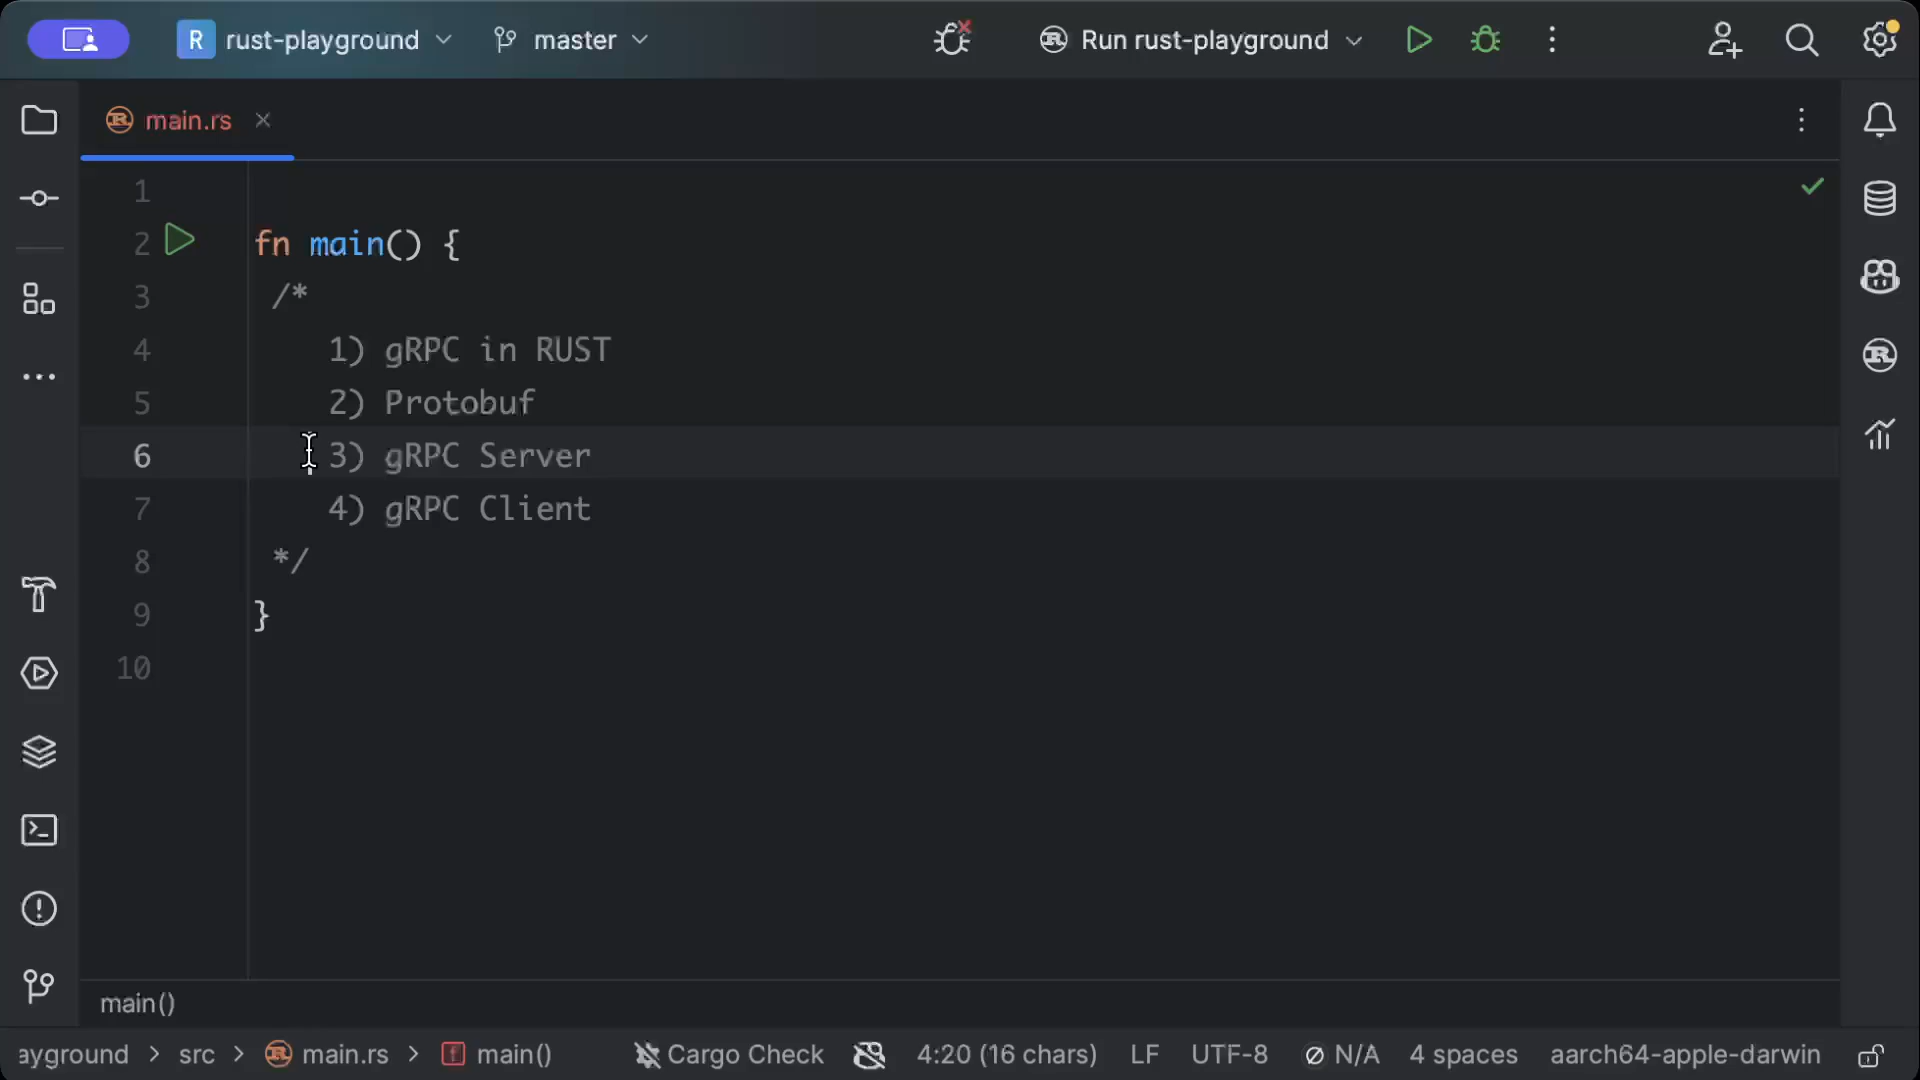 R rust-playground master Run rust-playground
main.rs
1
2 fn main() {
3 /*
4 1) gRPC in RUST
5 2) Protobuf
6 3) gRPC Server
7 4) gRPC Client
8 */
9 }
10
main()
ayground > src > main.rs > f main() Cargo Check 4:20 (16 chars) LF UTF-8 N/A 4 spaces aarch64-apple-darwin